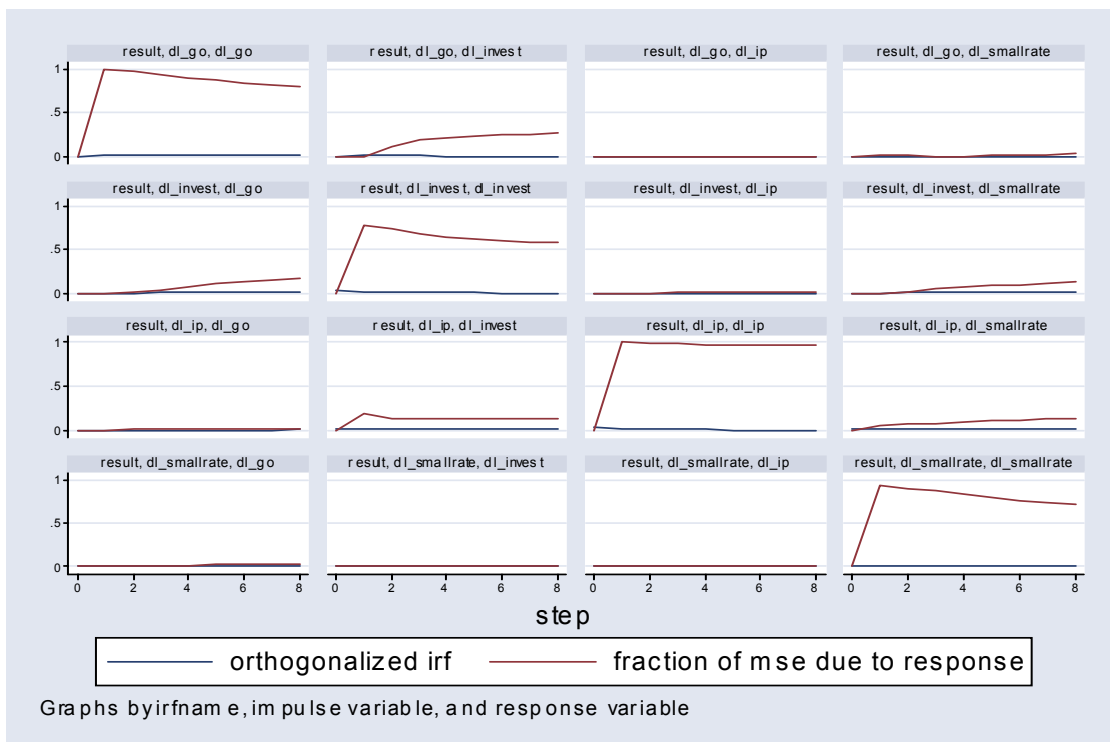 result, dl_go, dl_go
result, dl_go, dl_invest
result, dl_go, dl_ip
result, dl_go, dl_smallrate
1
.5
0
result, dl_invest, dl_go
result, dl_invest, dl_invest
result, dl_invest, dl_ip
result, dl_invest, dl_smallrate
1
.5
0
result, dl_ip, dl_go
result, dl_ip, dl_invest
result, dl_ip, dl_ip
result, dl_ip, dl_smallrate
1
.5
0
result, dl_smallrate, dl_go
result, dl_smallrate, dl_invest
result, dl_smallrate, dl_ip
result, dl_smallrate, dl_smallrate
1
.5
0
0 2 4 6 8
0 2 4 6 8
0 2 4 6 8
0 2 4 6 8
step
orthogonalized irf
fraction of mse due to response
Graphs by irfname, impulse variable, and response variable